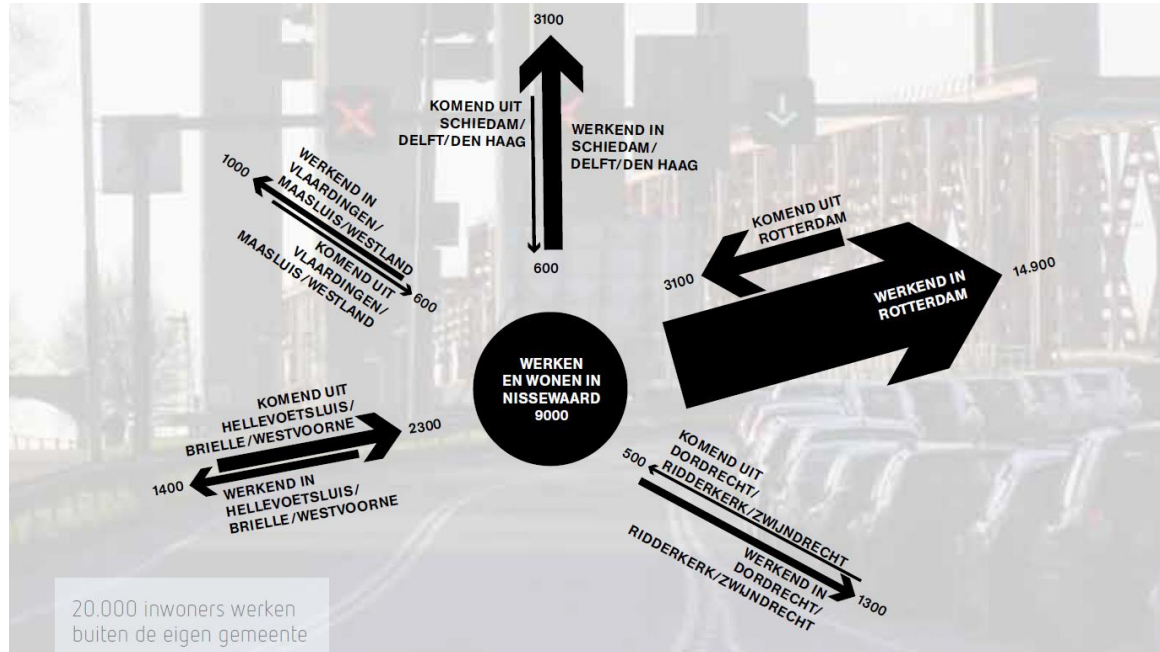 3100
KOMEND UIT
SCHIEDAM/
DELFT/DEN HAAG
WERKEND IN
SCHIEDAM/
DELFT/DEN HAAG
600
1000
WERKEND IN
VLAARDINGEN/
MAASLUIS/WESTLAND
KOMEND UIT
VLAARDINGEN/
MAASLUIS/WESTLAND
600
KOMEND UIT
ROTTERDAM
3100
WERKEND IN
ROTTERDAM
14.900
WERKEN
EN WONEN IN
NISSEWAARD
9000
KOMEND UIT
HELLEVOETSLUIS/
BRIELLE/WESTVOORNE
2300
1400
WERKEND IN
HELLEVOETSLUIS/
BRIELLE/WESTVOORNE
500
KOMEND UIT
DORDRECHT/
RIDDERKERK/ZWIJNDRECHT
WERKEND IN
DORDRECHT/
RIDDERKERK/ZWIJNDRECHT
1300
20.000 inwoners werken
buiten de eigen gemeente